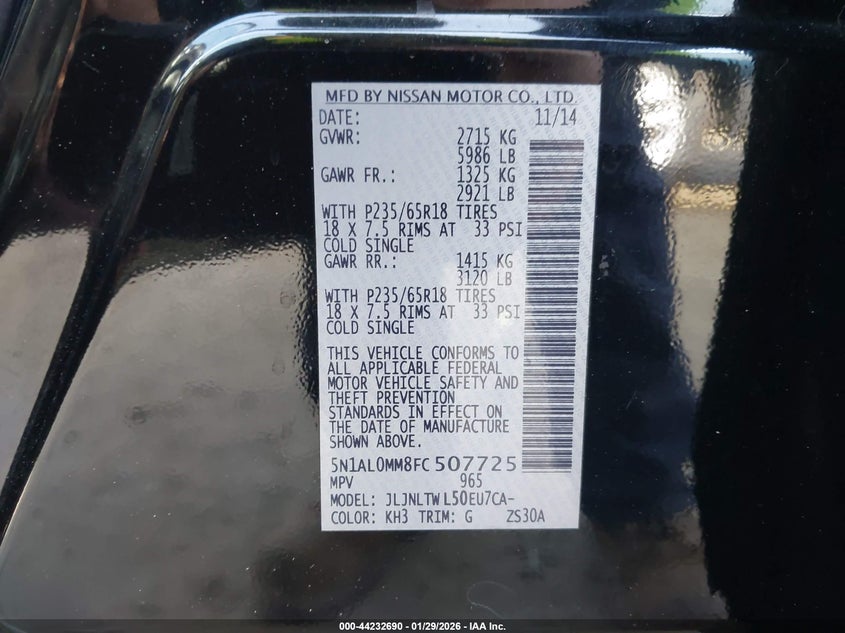 MFD BY NISSAN MOTOR CO., LTD.
DATE: 11/14
GVWR: 2715 KG
5986 LB
GAWR FR.: 1325 KG
2921 LB
WITH P235/65R18 TIRES
18 X 7.5 RIMS AT 33 PSI
COLD SINGLE
GAWR RR.: 1415 KG
3120 LB
WITH P235/65R18 TIRES
18 X 7.5 RIMS AT 33 PSI
COLD SINGLE
THIS VEHICLE CONFORMS TO
ALL APPLICABLE FEDERAL
MOTOR VEHICLE SAFETY AND
THEFT PREVENTION
STANDARDS IN EFFECT ON
THE DATE OF MANUFACTURE
SHOWN ABOVE.
5N1AL0MM8FC507725
MPV 965
MODEL: JLJNLTWL50EU7CA-
COLOR: KH3 TRIM: G ZS30A
000-44232690 - 01/29/2026 - IAA Inc.